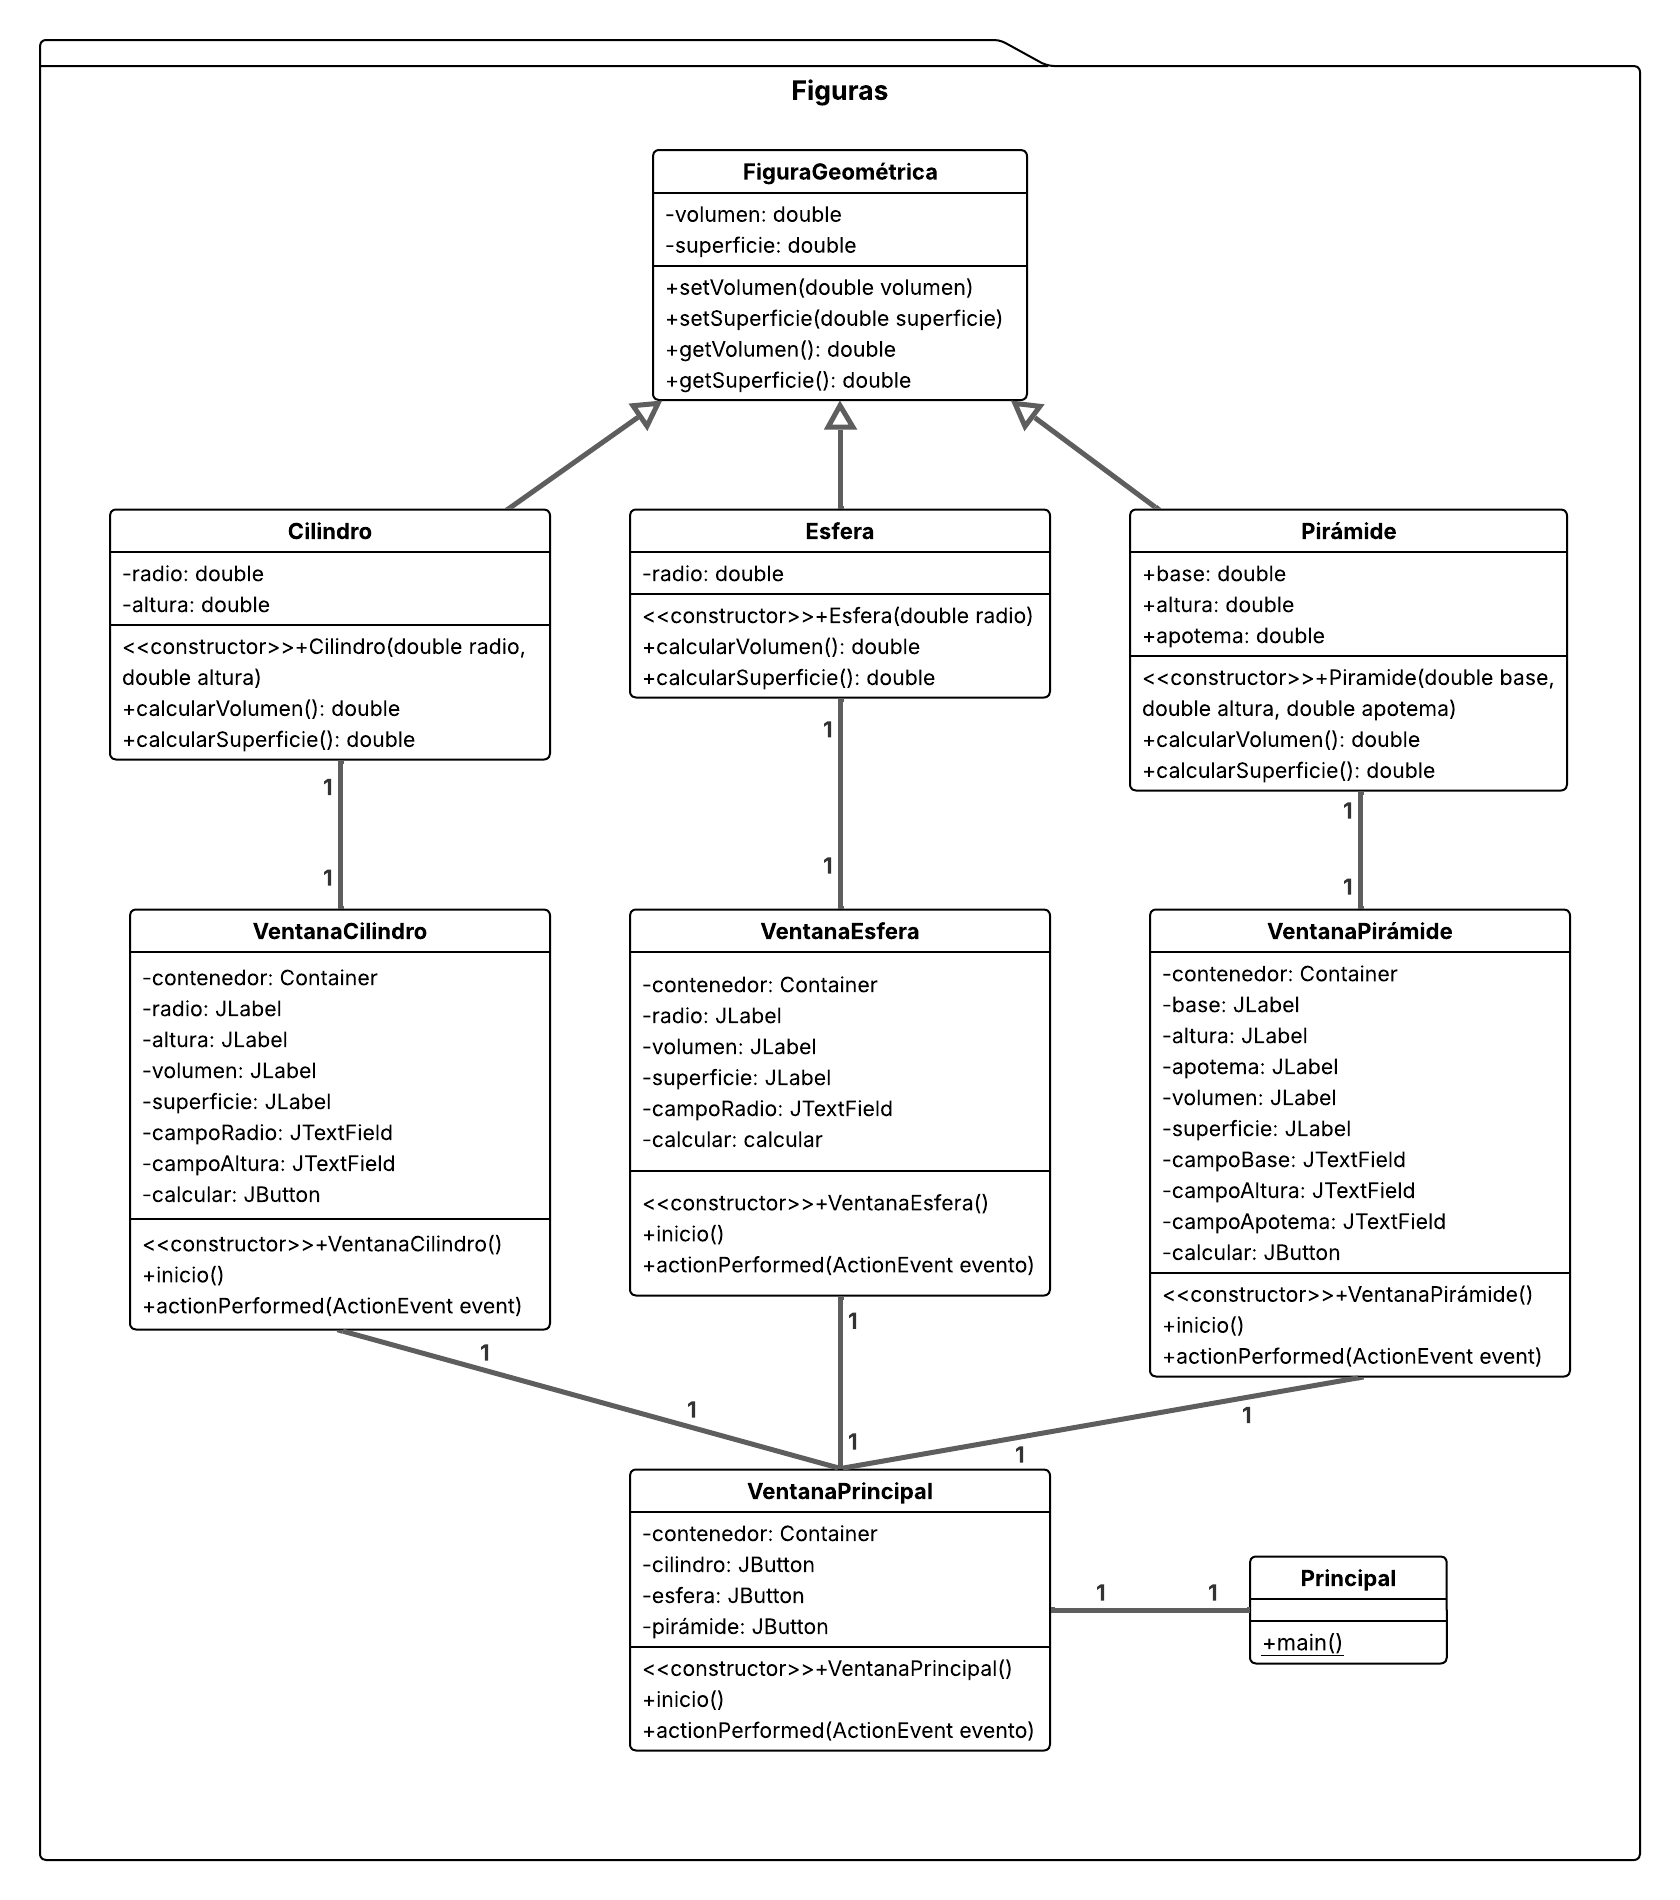 Figuras
FiguraGeométrica
-volumen: double
-superficie: double
+setVolumen(double volumen)
+setSuperficie(double superficie)
+getVolumen(): double
+getSuperficie(): double
Cilindro
-radio: double
-altura: double
<<constructor>>+Cilindro(double radio,
double altura)
+calcularVolumen(): double
+calcularSuperficie(): double
Esfera
-radio: double
<<constructor>>+Esfera(double radio)
+calcularVolumen(): double
+calcularSuperficie(): double
Pirámide
+base: double
+altura: double
+apotema: double
<<constructor>>+Piramide(double base,
double altura, double apotema)
+calcularVolumen(): double
+calcularSuperficie(): double
1
1
1
1
1
1
VentanaCilindro
-contenedor: Container
-radio: JLabel
-altura: JLabel
-volumen: JLabel
-superficie: JLabel
-campoRadio: JTextField
-campoAltura: JTextField
-calcular: JButton
<<constructor>>+VentanaCilindro()
+inicio()
+actionPerformed(ActionEvent event)
VentanaEsfera
-contenedor: Container
-radio: JLabel
-volumen: JLabel
-superficie: JLabel
-campoRadio: JTextField
-calcular: calcular
<<constructor>>+VentanaEsfera()
+inicio()
+actionPerformed(ActionEvent evento)
VentanaPirámide
-contenedor: Container
-base: JLabel
-altura: JLabel
-apotema: JLabel
-volumen: JLabel
-superficie: JLabel
-campoBase: JTextField
-campoAltura: JTextField
-campoApotema: JTextField
-calcular: JButton
<<constructor>>+VentanaPirámide()
+inicio()
+actionPerformed(ActionEvent event)
1
1
1
1
1
1
VentanaPrincipal
-contenedor: Container
-cilindro: JButton
-esfera: JButton
-pirámide: JButton
<<constructor>>+VentanaPrincipal()
+inicio()
+actionPerformed(ActionEvent evento)
1
1
Principal
+main()